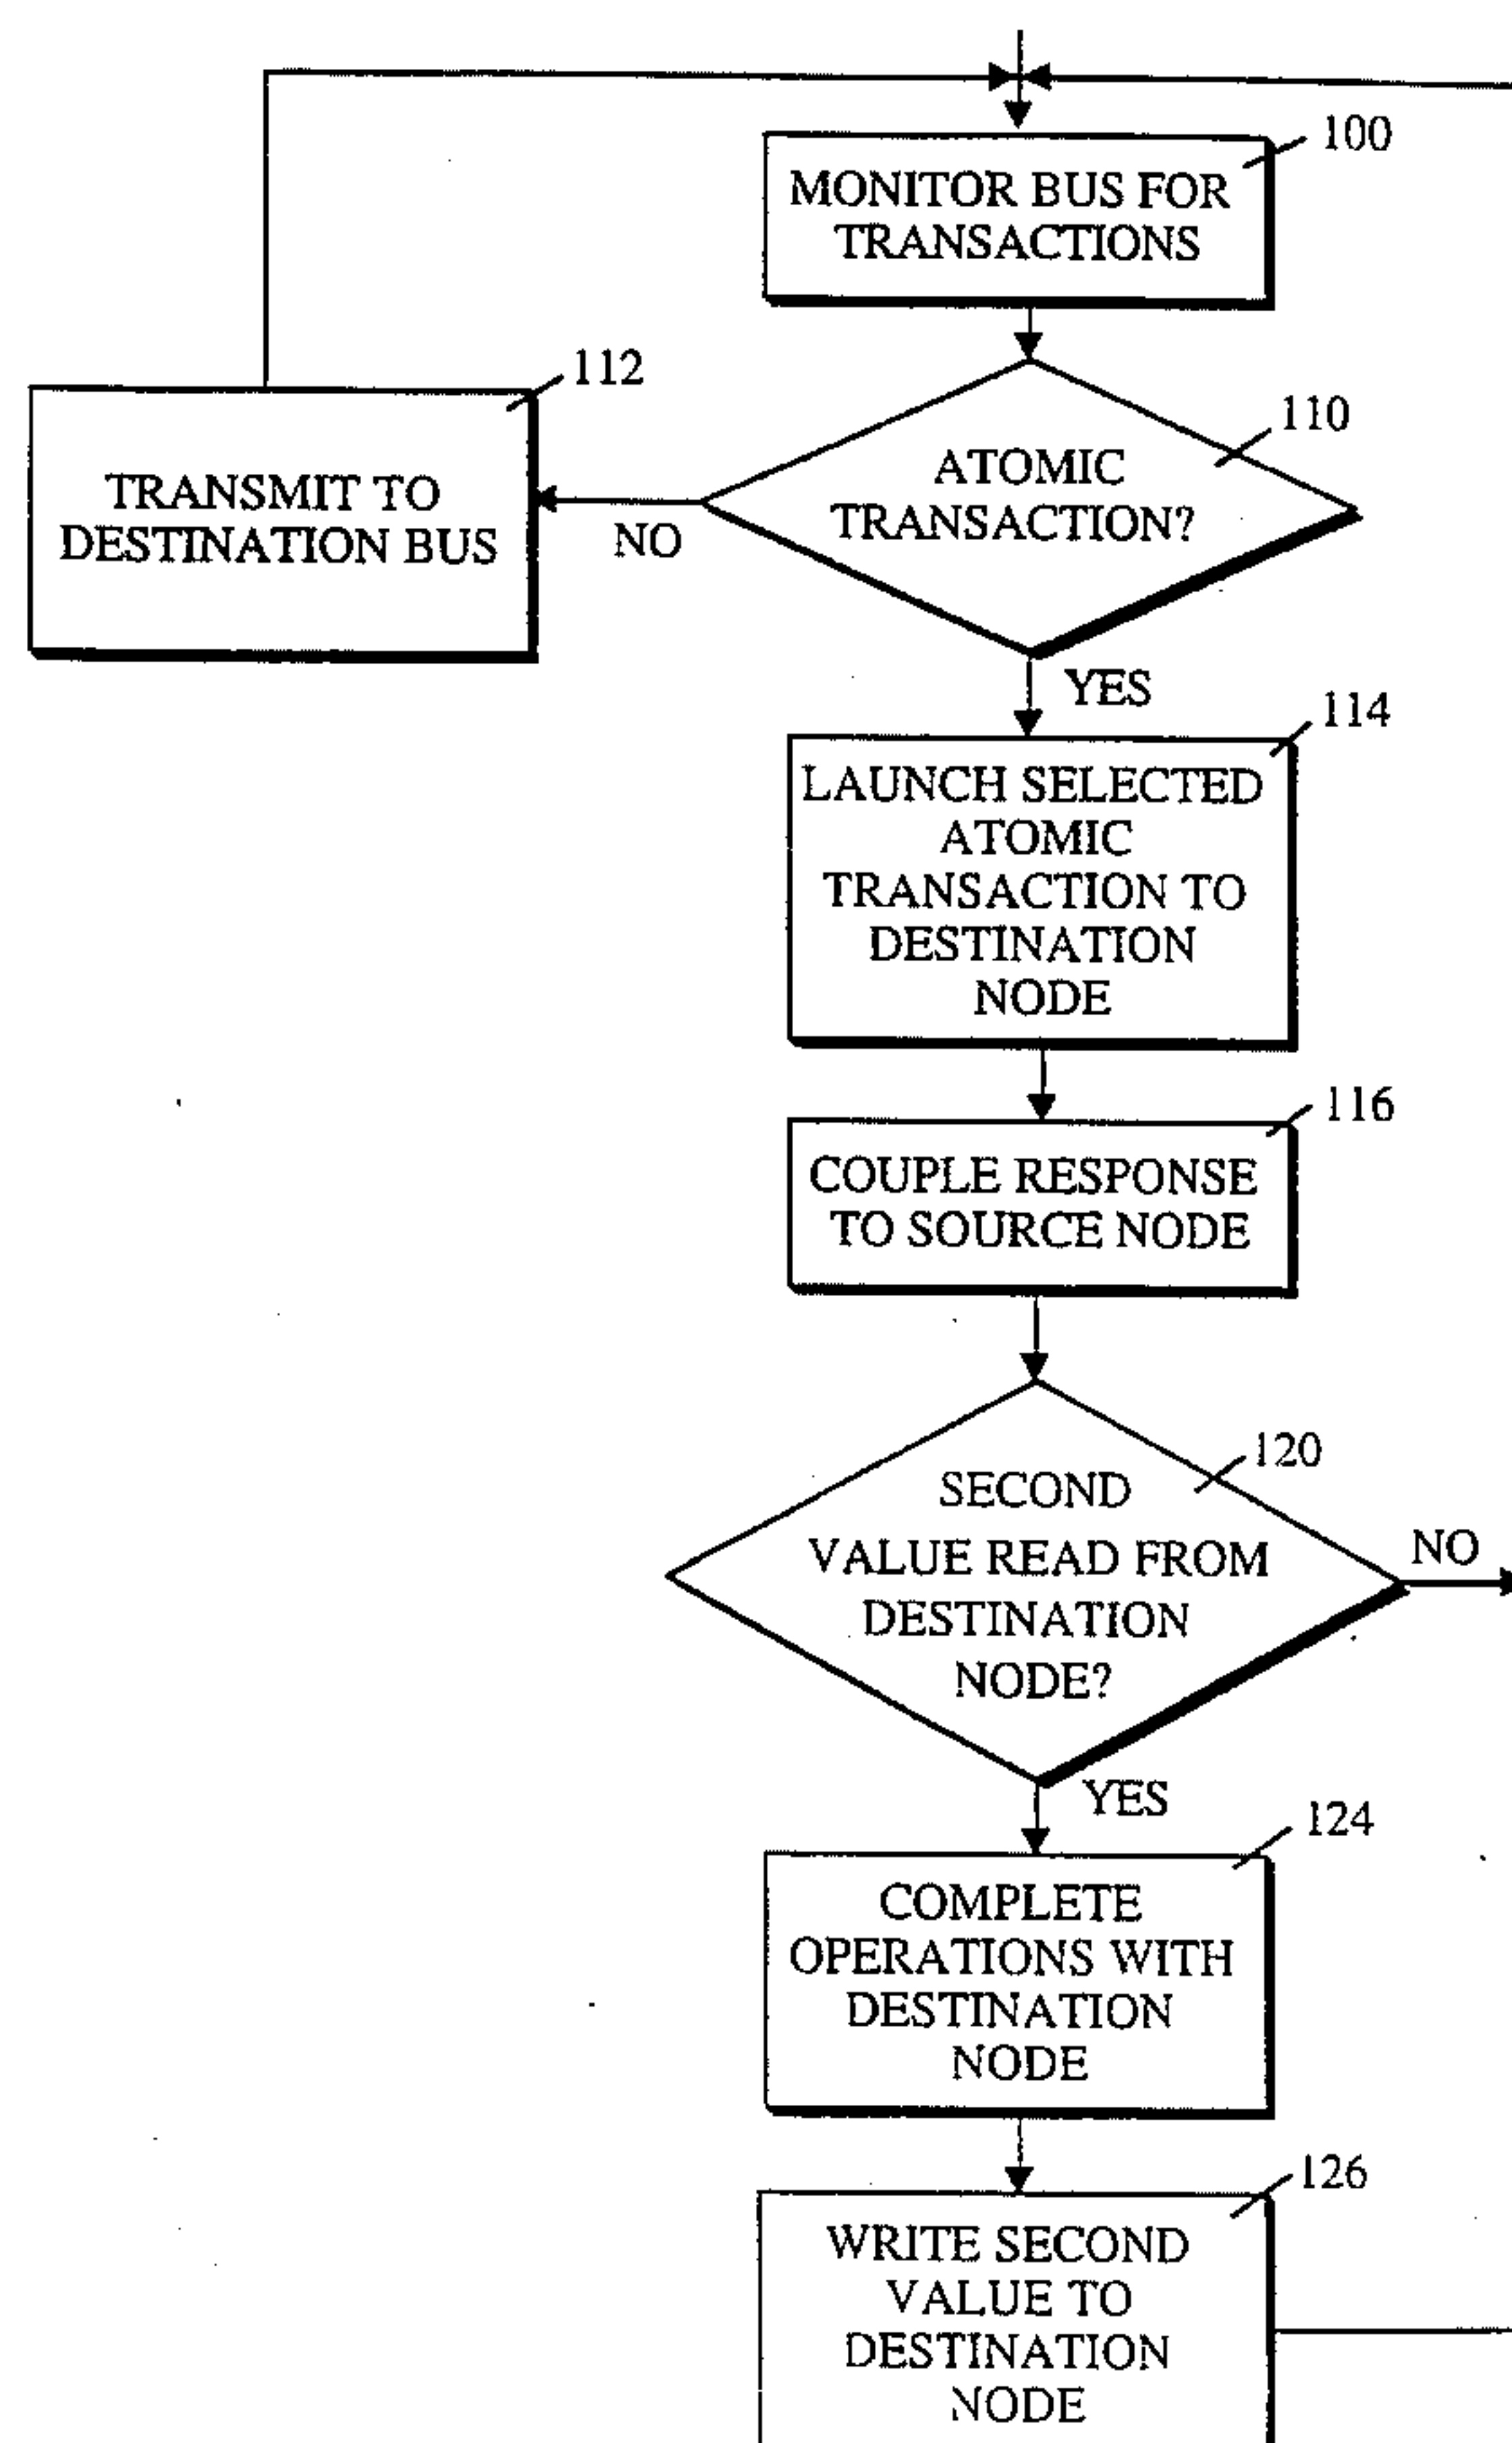 100
MONITOR BUS FOR
TRANSACTIONS
112
TRANSMIT TO
DESTINATION BUS
110
ATOMIC
TRANSACTION?
NO
YES
114
LAUNCH SELECTED
ATOMIC
TRANSACTION TO
DESTINATION
NODE
116
COUPLE RESPONSE
TO SOURCE NODE
120
SECOND
VALUE READ FROM
DESTINATION
NODE?
NO
YES
124
COMPLETE
OPERATIONS WITH
DESTINATION
NODE
126
WRITE SECOND
VALUE TO
DESTINATION
NODE